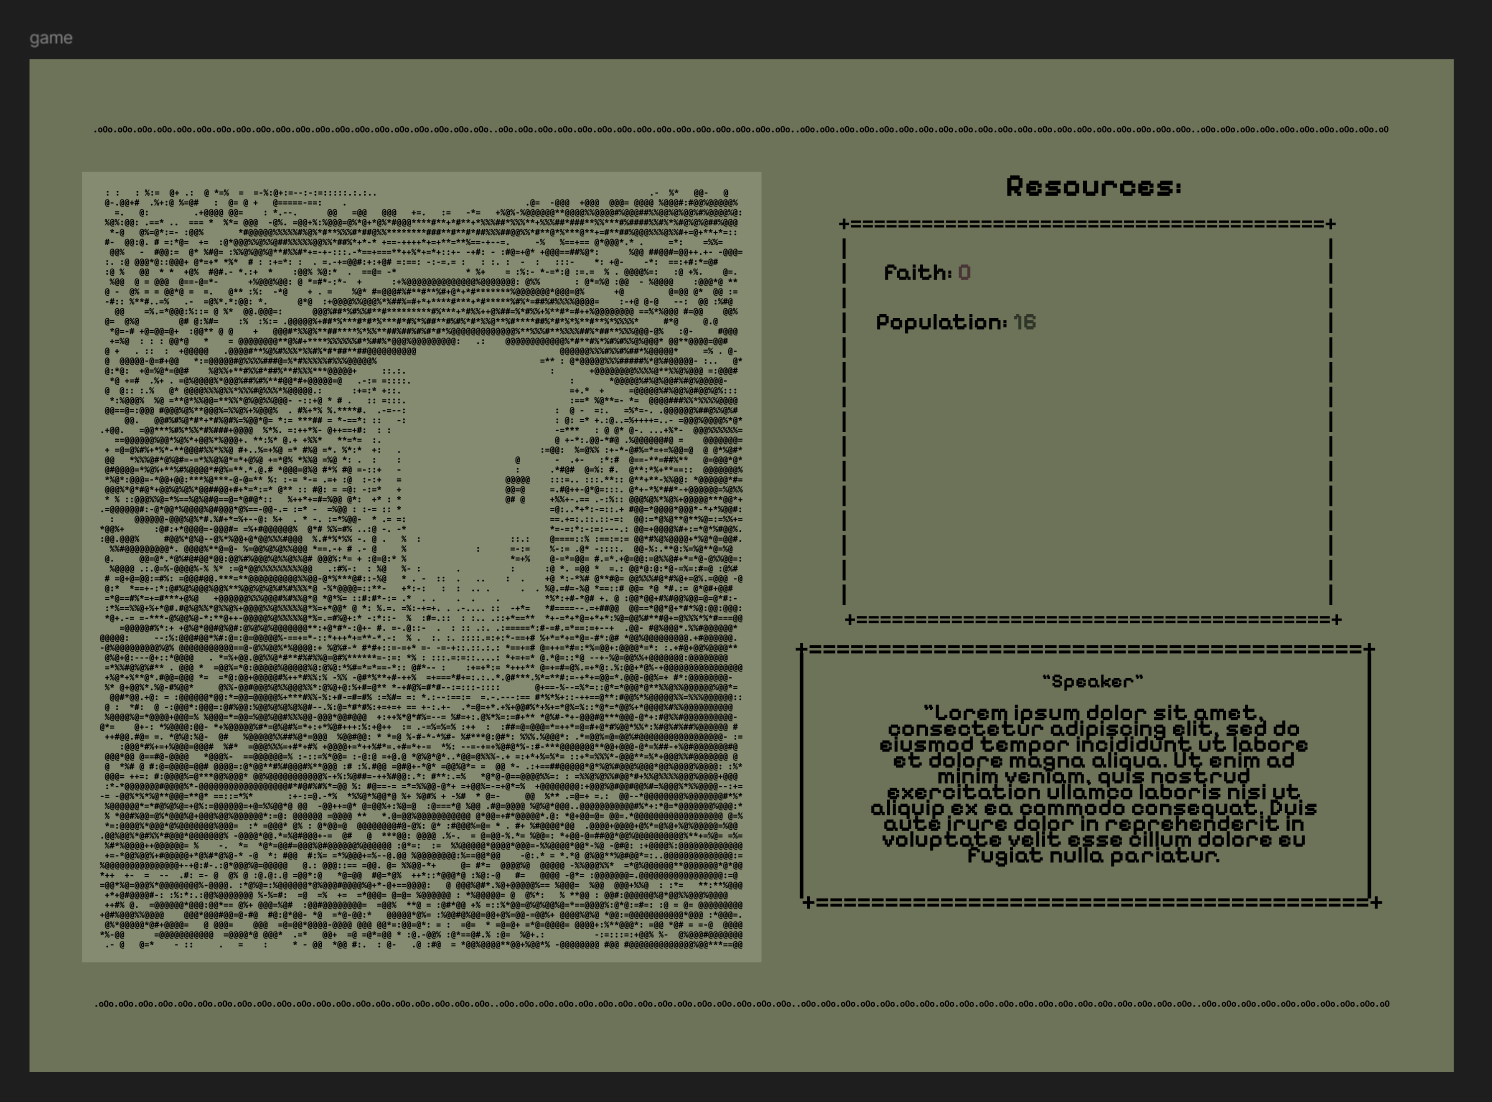 game
Resources:
Faith: 0
Population: 16
"Speaker"
"Lorem ipsum dolor sit amet,
consectetur adipiscing elit, sed do
eiusmod tempor incididunt ut labore
et dolore magna aliqua. Ut enim ad
minim veniam, quis nostrud
exercitation ullamco laboris nisi ut
aliquip ex ea commodo consequat. Duis
aute irure dolor in reprehenderit in
voluptate velit esse cillum dolore eu
fugiat nulla pariatur.